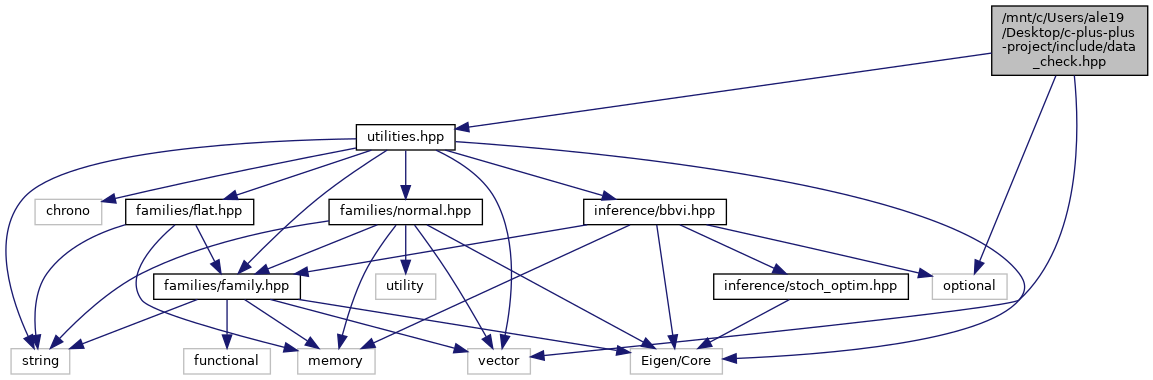 /mnt/c/Users/ale19
/Desktop/c-plus-plus
-project/include/data
_check.hpp
utilities.hpp
chrono
families/flat.hpp
families/normal.hpp
inference/bbvi.hpp
families/family.hpp
utility
inference/stoch_optim.hpp
optional
string
functional
memory
vector
Eigen/Core